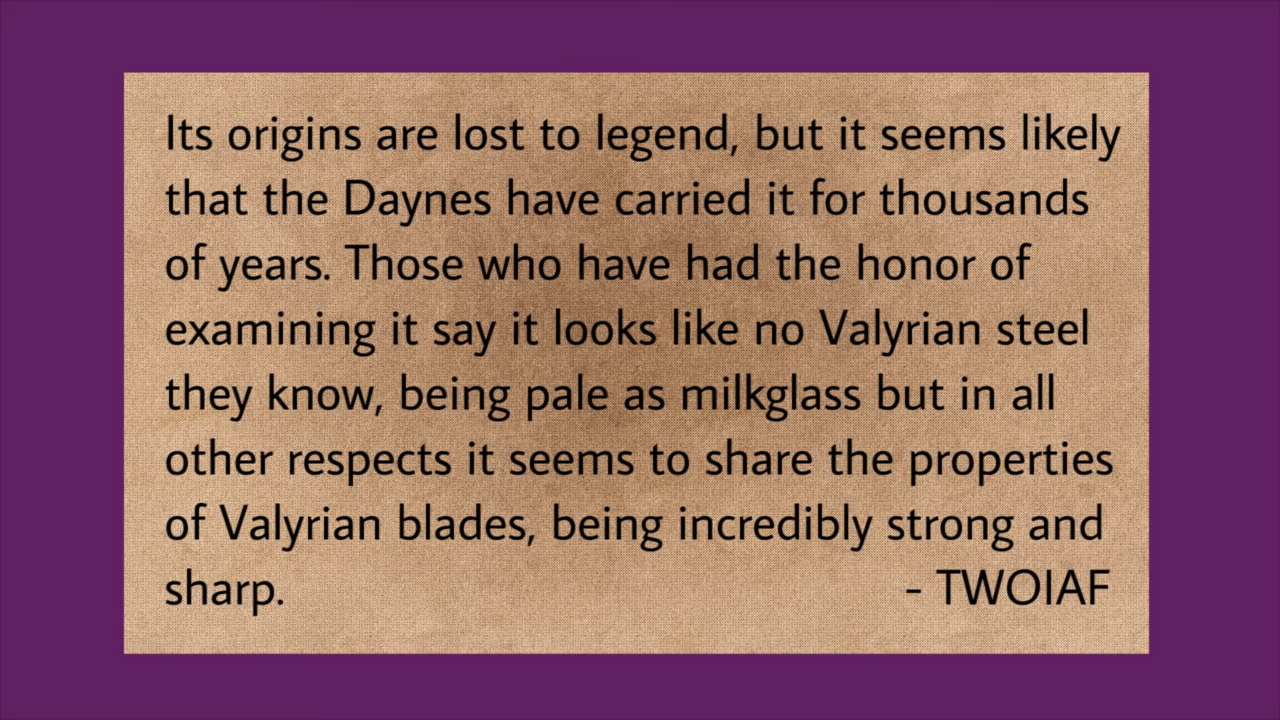 Its origins are lost to legend, but it seems likely
that the Daynes have carried it for thousands
of years. Those who have had the honor of
examining it say it looks like no Valyrian steel
they know, being pale as milkglass but in all
other respects it seems to share the properties
of Valyrian blades, being incredibly strong and
sharp. - TWOIAF